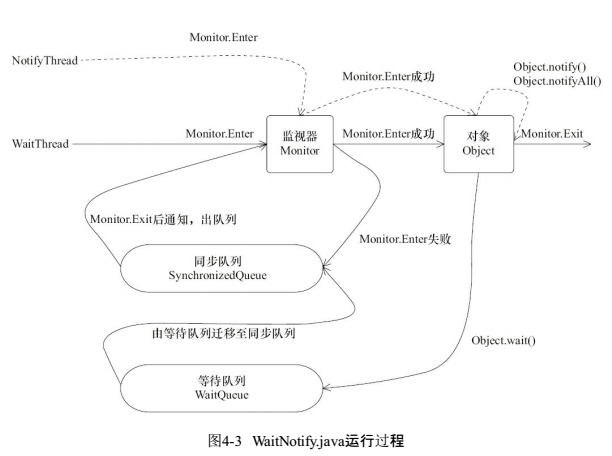 Monitor.Enter
NotifyThread
Object.notify()
Object.notifyAll()
Monitor.Enter成功
WaitThread
Monitor.Enter
监视器
Monitor
Monitor.Enter成功
对象
Object
Monitor.Exit
Monitor.Exit后通知，出队列
Monitor.Enter失败
同步队列
SynchronizedQueue
由等待队列迁移至同步队列
Object.wait()
等待队列
WaitQueue
图4-3 WaitNotify.java运行过程